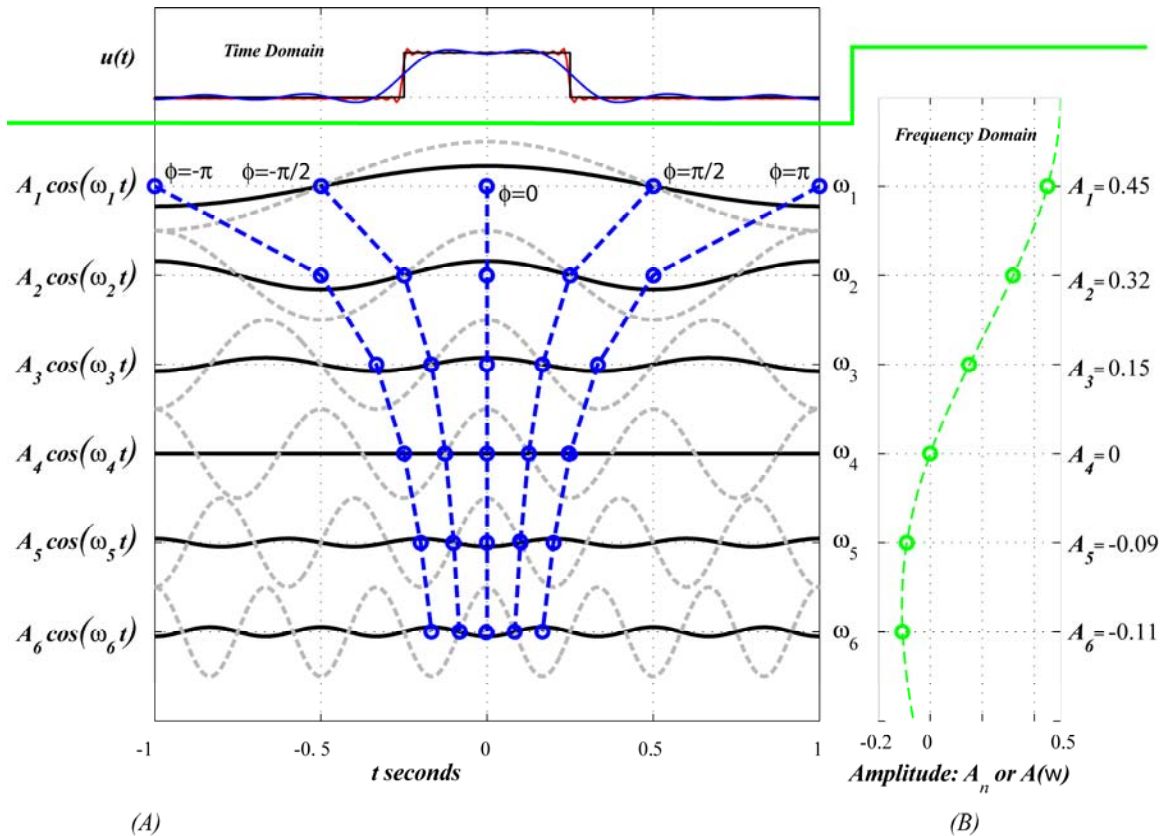 u(t)
Time Domain
Frequency Domain
A1 cos(ω1 t)
ϕ=-π
ϕ=-π/2
ϕ=0
ϕ=π/2
ϕ=π
ω1
A1=0.45
A2 cos(ω2 t)
ω2
A2=0.32
A3 cos(ω3 t)
ω3
A3=0.15
A4 cos(ω4 t)
ω4
A4=0
A5 cos(ω5 t)
ω5
A5=-0.09
A6 cos(ω6 t)
ω6
A6=-0.11
-1
-0.5
0
0.5
1
-0.2
0
0.5
t seconds
Amplitude: An or A(w)
(A)
(B)